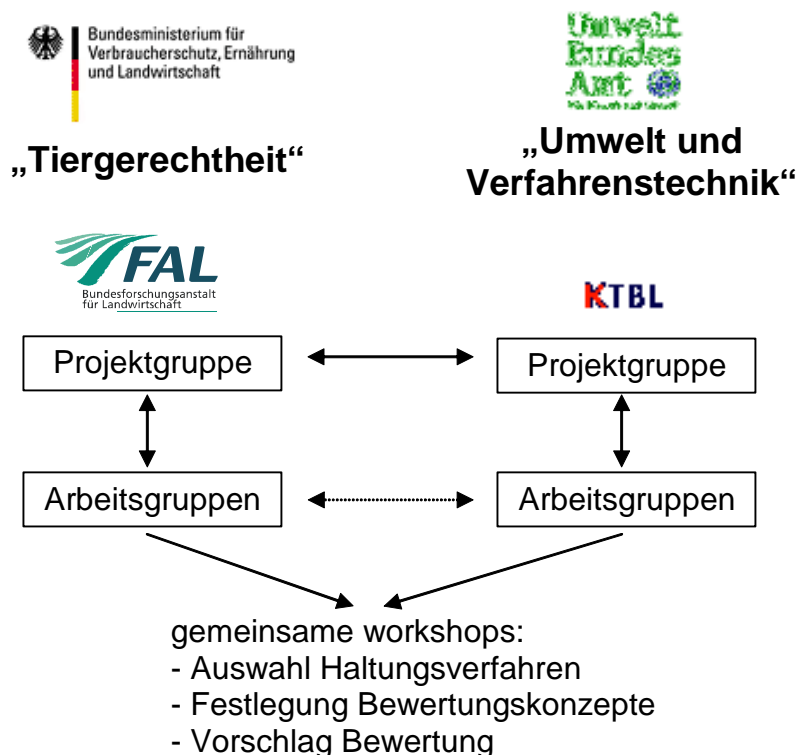 Bundesministerium für
Verbraucherschutz, Ernährung
und Landwirtschaft
Umwelt
Bundes
Amt
„Tiergerechtheit“
„Umwelt und
Verfahrenstechnik“
FAL
Bundesforschungsanstalt
für Landwirtschaft
KTBL
Projektgruppe
Projektgruppe
Arbeitsgruppen
Arbeitsgruppen
gemeinsame workshops:
- Auswahl Haltungsverfahren
- Festlegung Bewertungskonzepte
- Vorschlag Bewertung